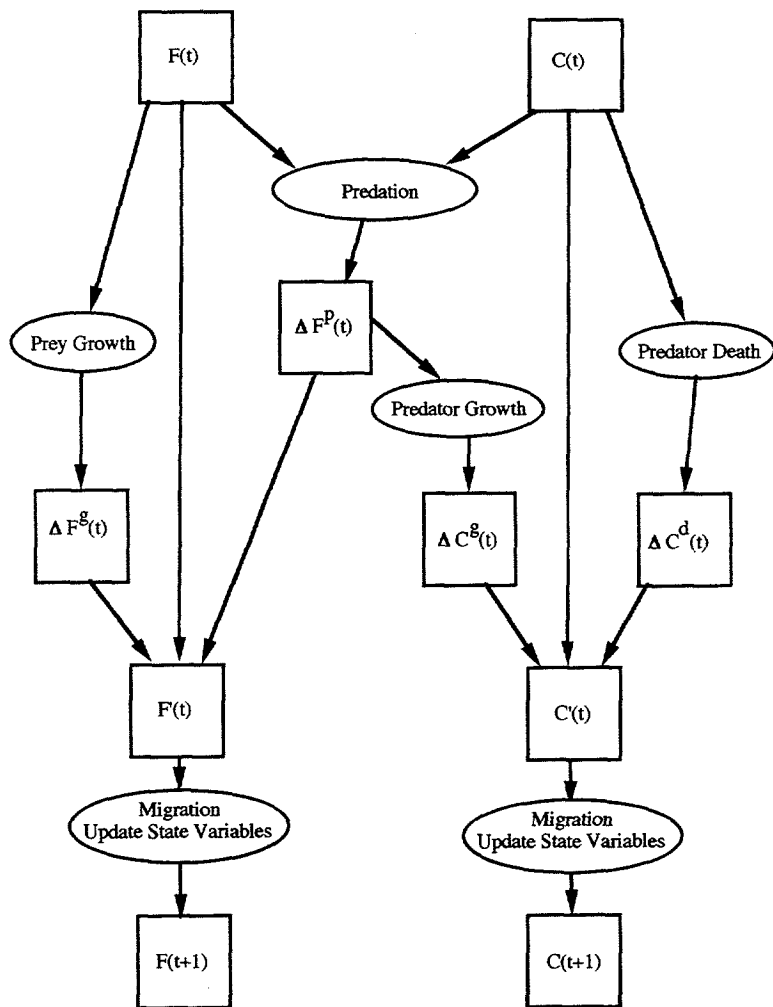 F(t)
C(t)
Predation
Δ F^p(t)
Prey Growth
Predator Death
Predator Growth
Δ F^g(t)
Δ C^g(t)
Δ C^d(t)
F'(t)
C'(t)
Migration
Update State Variables
Migration
Update State Variables
F(t+1)
C(t+1)